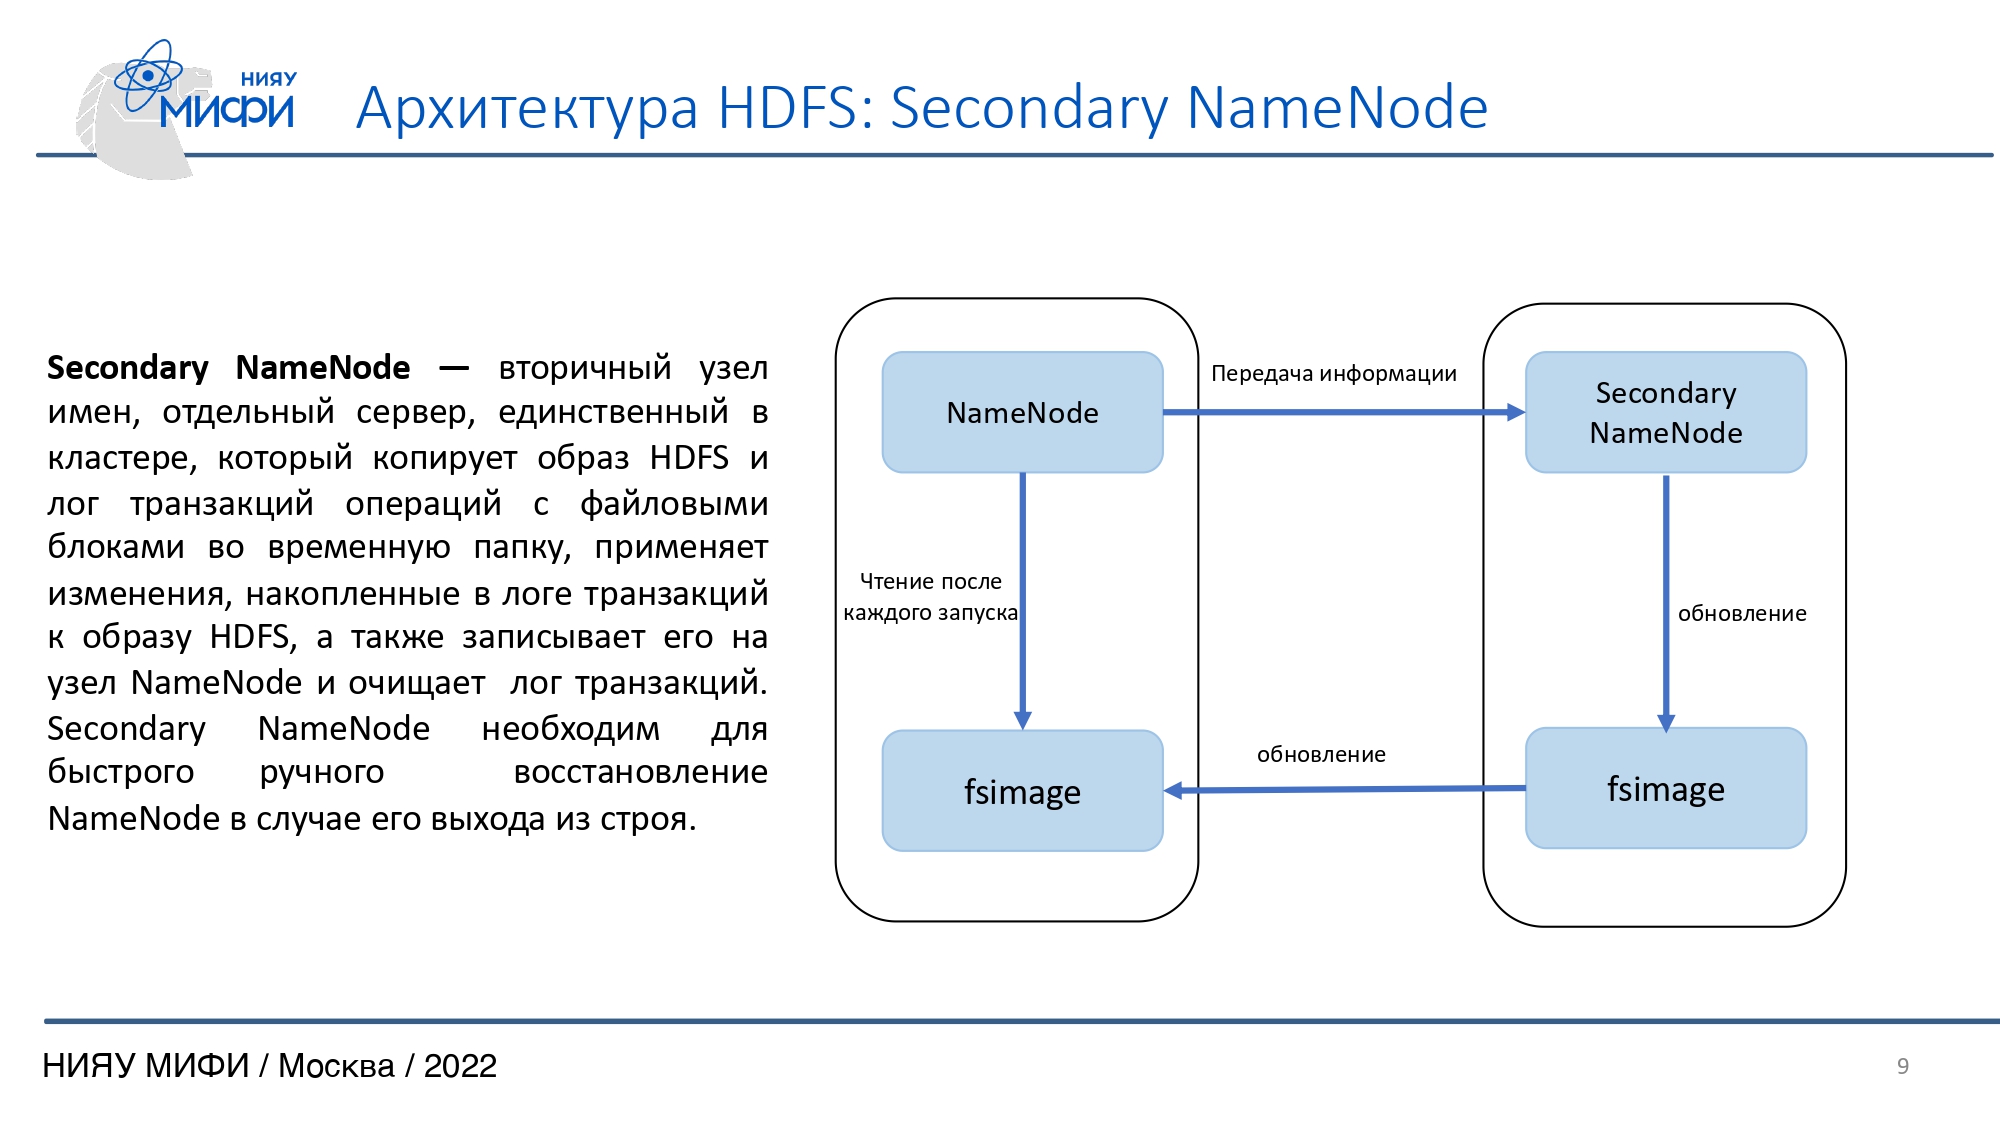 НИЯУ
МИФИ
Архитектура HDFS: Secondary NameNode
Secondary NameNode — вторичный узел
имен, отдельный сервер, единственный в
кластере, который копирует образ HDFS и
лог транзакций операций с файловыми
блоками во временную папку, применяет
изменения, накопленные в логе транзакций
к образу HDFS, а также записывает его на
узел NameNode и очищает лог транзакций.
Secondary NameNode необходим для
быстрого ручного восстановление
NameNode в случае его выхода из строя.
NameNode
Передача информации
Secondary
NameNode
Чтение после
каждого запуска
обновление
fsimage
обновление
fsimage
НИЯУ МИФИ / Москва / 2022
9